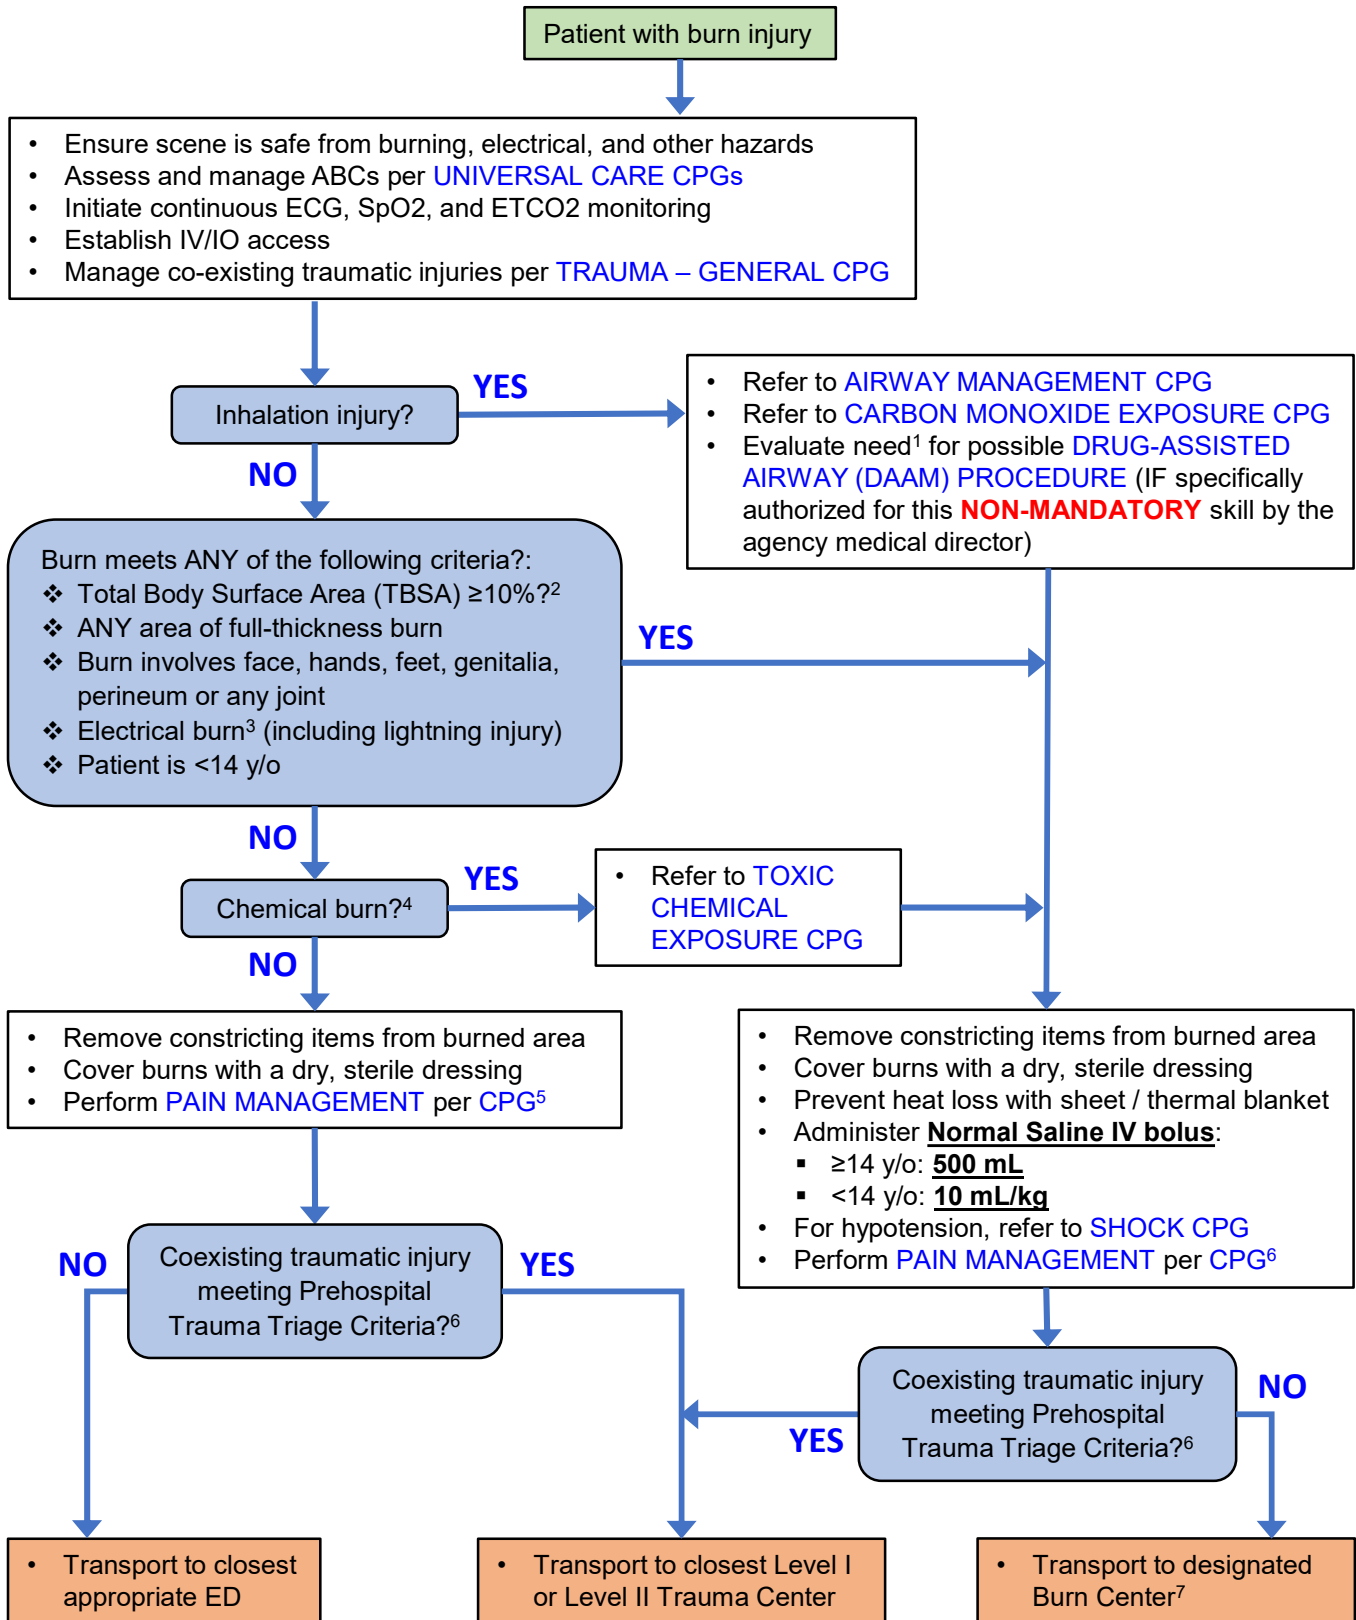 Patient with burn injury
• Ensure scene is safe from burning, electrical, and other hazards
• Assess and manage ABCs per UNIVERSAL CARE CPGs
• Initiate continuous ECG, SpO2, and ETCO2 monitoring
• Establish IV/IO access
• Manage co-existing traumatic injuries per TRAUMA – GENERAL CPG
Inhalation injury?
YES
NO
• Refer to AIRWAY MANAGEMENT CPG
• Refer to CARBON MONOXIDE EXPOSURE CPG
• Evaluate need¹ for possible DRUG-ASSISTED
AIRWAY (DAAM) PROCEDURE (IF specifically
authorized for this NON-MANDATORY skill by the
agency medical director)
Burn meets ANY of the following criteria?:
❖ Total Body Surface Area (TBSA) ≥10%?²
❖ ANY area of full-thickness burn
❖ Burn involves face, hands, feet, genitalia,
perineum or any joint
❖ Electrical burn³ (including lightning injury)
❖ Patient is <14 y/o
YES
NO
Chemical burn?⁴
YES
NO
• Refer to TOXIC
CHEMICAL
EXPOSURE CPG
• Remove constricting items from burned area
• Cover burns with a dry, sterile dressing
• Perform PAIN MANAGEMENT per CPG⁵
• Remove constricting items from burned area
• Cover burns with a dry, sterile dressing
• Prevent heat loss with sheet / thermal blanket
• Administer Normal Saline IV bolus:
▪ ≥14 y/o: 500 mL
▪ <14 y/o: 10 mL/kg
• For hypotension, refer to SHOCK CPG
• Perform PAIN MANAGEMENT per CPG⁶
Coexisting traumatic injury
meeting Prehospital
Trauma Triage Criteria?⁶
NO
YES
Coexisting traumatic injury
meeting Prehospital
Trauma Triage Criteria?⁶
YES
NO
• Transport to closest
appropriate ED
• Transport to closest Level I
or Level II Trauma Center
• Transport to designated
Burn Center⁷